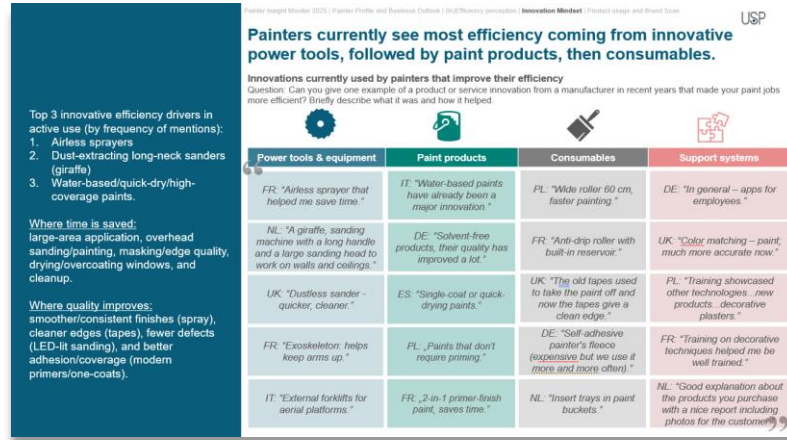 Painter Insight Monitor 2025 | Painter Profile and Business Outlook | (In)Efficiency perception | Innovation Mindset | Product usage and Brand Scan
USP
Painters currently see most efficiency coming from innovative
power tools, followed by paint products, then consumables.
Innovations currently used by painters that improve their efficiency
Question: Can you give one example of a product or service innovation from a manufacturer in recent years that made your paint jobs
more efficient? Briefly describe what it was and how it helped.
Top 3 innovative efficiency drivers in
active use (by frequency of mentions):
1. Airless sprayers
2. Dust-extracting long-neck sanders
(giraffe)
3. Water-based/quick-dry/high-
coverage paints.
Where time is saved:
large-area application, overhead
sanding/painting, masking/edge quality,
drying/overcoating windows, and
cleanup.
Where quality improves:
smoother/consistent finishes (spray),
cleaner edges (tapes), fewer defects
(LED-lit sanding), and better
adhesion/coverage (modern
primers/one-coats).
“
Power tools & equipment
FR: “Airless sprayer that
helped me save time.”
NL: “A giraffe, sanding
machine with a long handle
and a large sanding head to
work on walls and ceilings.”
UK: “Dustless sander -
quicker, cleaner.”
FR: “Exoskeleton: helps
keep arms up.”
IT: “External forklifts for
aerial platforms.”
Paint products
IT: “Water-based paints
have already been a
major innovation.”
DE: “Solvent-free
products, their quality has
improved a lot.”
ES: “Single-coat or quick-
drying paints.”
PL: „Paints that don’t
require priming.”
FR: „2-in-1 primer-finish
paint, saves time.”
Consumables
PL: “Wide roller 60 cm,
faster painting.”
FR: “Anti-drip roller with
built-in reservoir.”
UK: “The old tapes used
to take the paint off and
now the tapes give a
clean edge.”
DE: “Self-adhesive
painter's fleece
(expensive but we use it
more and more often).”
NL: “Insert trays in paint
buckets.”
Support systems
DE: “In general – apps for
employees.”
UK: “Color matching – paint;
much more accurate now.”
PL: “Training showcased
other technologies...new
products...decorative
plasters.”
FR: “Training on decorative
techniques helped me be
well trained.”
NL: “Good explanation about
the products you purchase
with a nice report including
photos for the customer.”
”